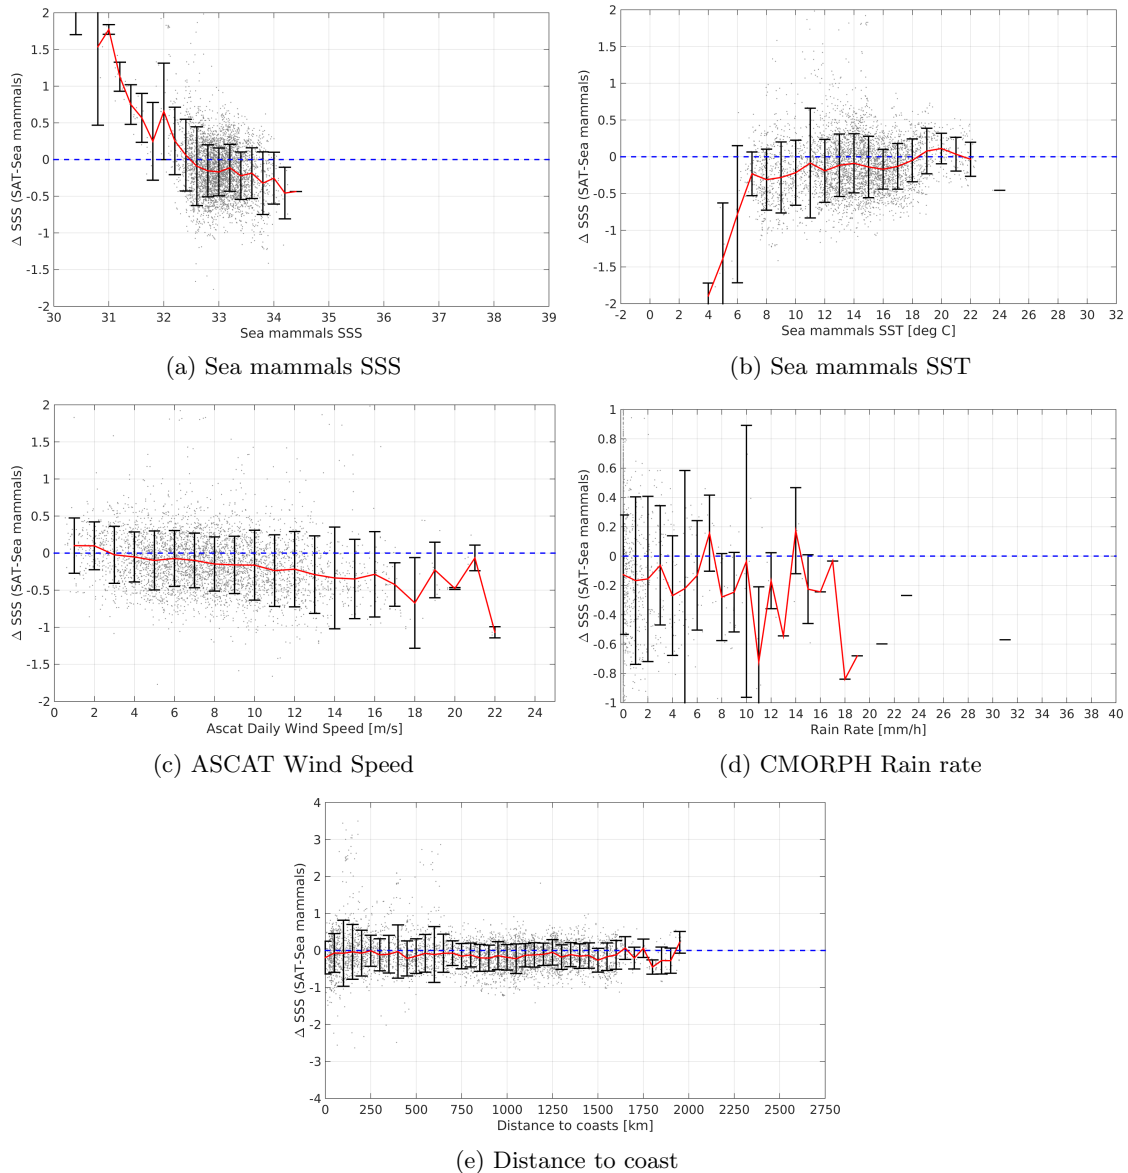 Δ SSS (SAT-Sea mammals)
2
1.5
1
0.5
0
-0.5
-1
-1.5
-2
30 31 32 33 34 35 36 37 38 39
Sea mammals SSS
(a) Sea mammals SSS
Δ SSS (SAT-Sea mammals)
2
1.5
1
0.5
0
-0.5
-1
-1.5
-2
-2 0 2 4 6 8 10 12 14 16 18 20 22 24 26 28 30 32
Sea mammals SST [deg C]
(b) Sea mammals SST
Δ SSS (SAT-Sea mammals)
2
1.5
1
0.5
0
-0.5
-1
-1.5
-2
0 2 4 6 8 10 12 14 16 18 20 22 24
Ascat Daily Wind Speed [m/s]
(c) ASCAT Wind Speed
Δ SSS (SAT-Sea mammals)
1
0.8
0.6
0.4
0.2
0
-0.2
-0.4
-0.6
-0.8
-1
0 2 4 6 8 10 12 14 16 18 20 22 24 26 28 30 32 34 36 38 40
Rain Rate [mm/h]
(d) CMORPH Rain rate
Δ SSS (SAT-Sea mammals)
4
3
2
1
0
-1
-2
-3
-4
0 250 500 750 1000 1250 1500 1750 2000 2250 2500 2750
Distance to coasts [km]
(e) Distance to coast